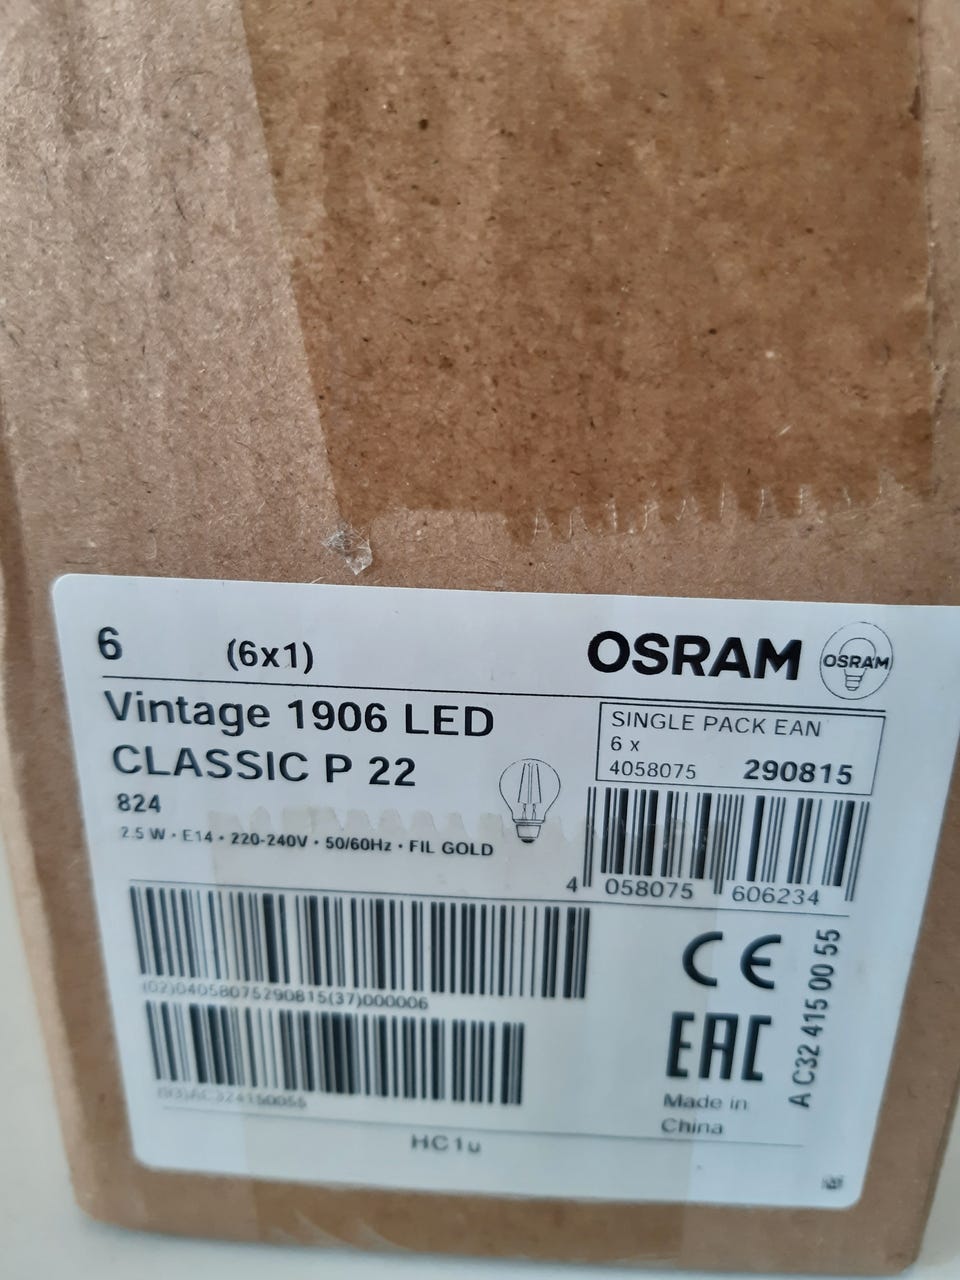 6 (6x1) OSRAM OSRAM
Vintage 1906 LED
CLASSIC P 22
824
2.5 W · E14 · 220-240V · 50/60Hz · FIL GOLD
SINGLE PACK EAN
6 x
4058075 290815
4 058075 606234
(02)04058075290815(37)000006
AC324150055
CE
EAC
Made in
China
AC32 415 00 55
HC1u